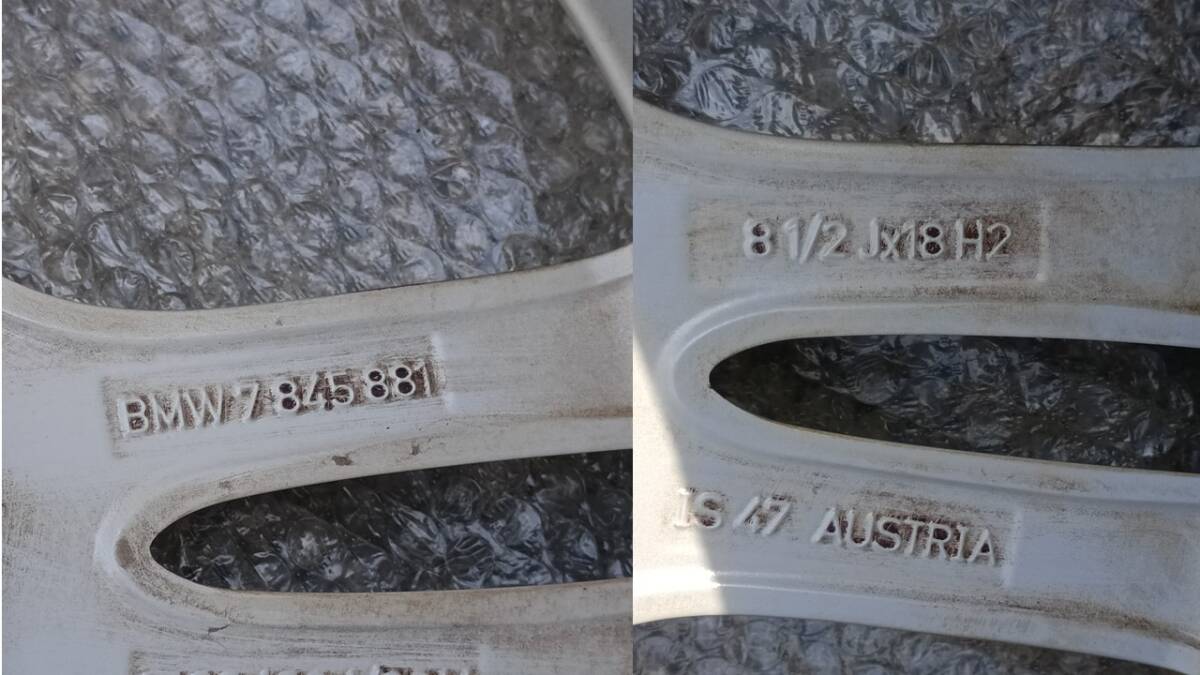 BMW 7 845 881
8 1/2 Jx18 H2
IS 47 AUSTRIA